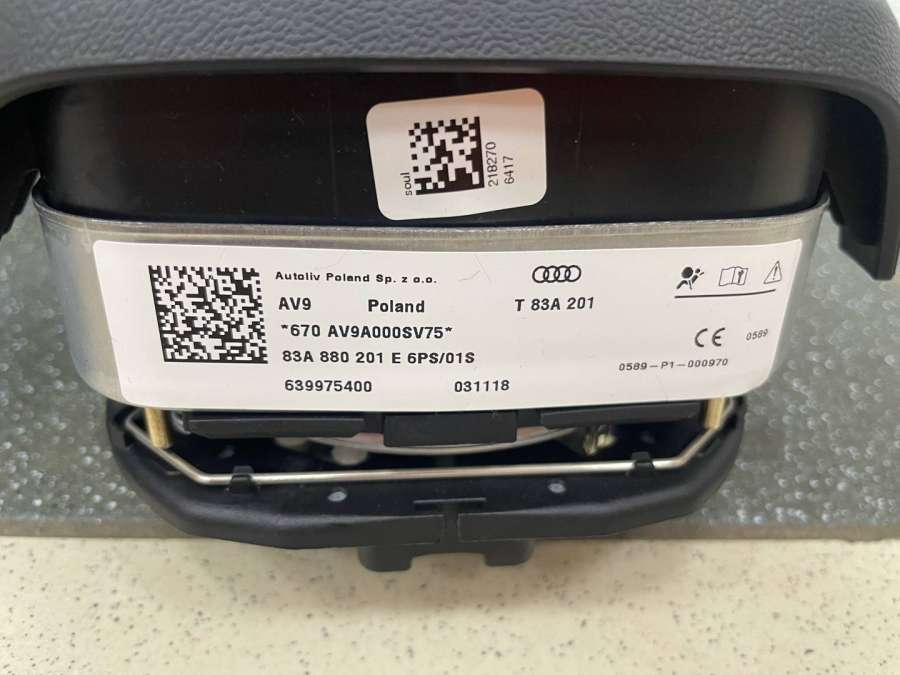 soul
218270
6417
Autoliv Poland Sp. z o.o.
AV9 Poland T 83A 201
*670 AV9A000SV75*
83A 880 201 E 6PS/01S
639975400 031118
CE 0589
0589-P1-000970